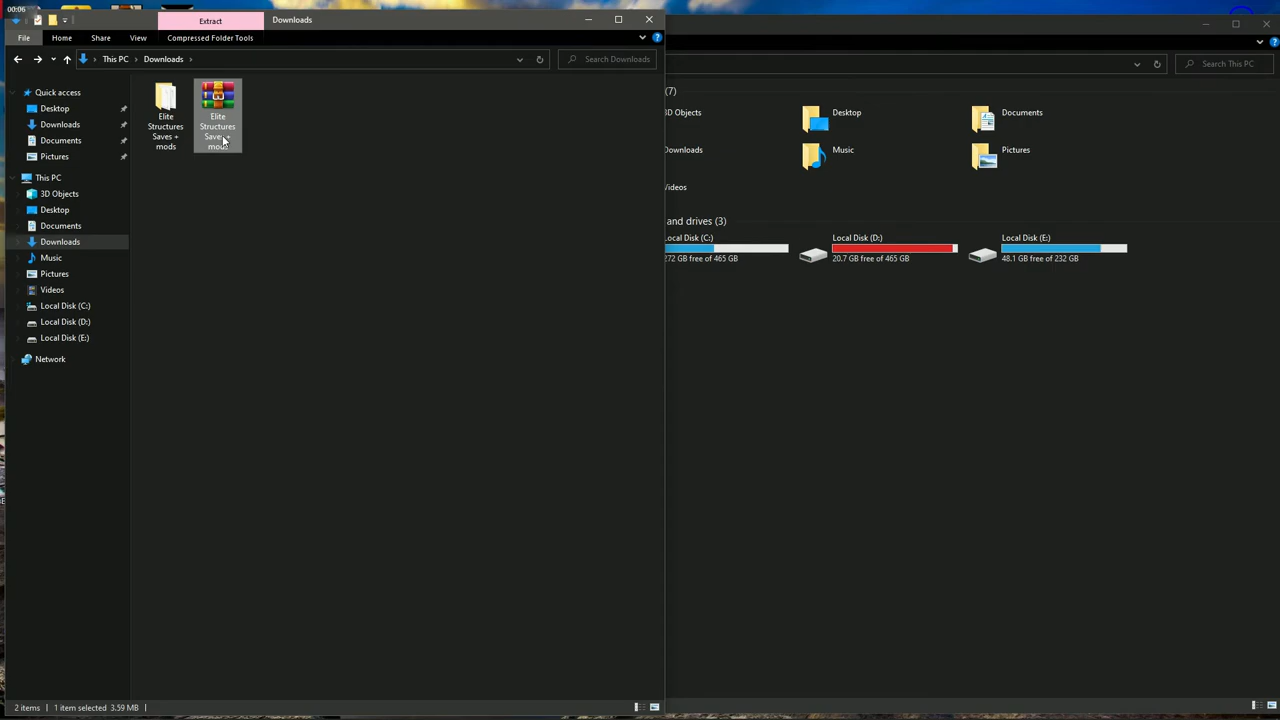 00:06
Extract
Downloads
File
Home
Share
View
Compressed Folder Tools
This PC
Downloads
Search Downloads
Quick access
Desktop
Downloads
Documents
Pictures
This PC
3D Objects
Desktop
Documents
Downloads
Music
Pictures
Videos
Local Disk (C:)
Local Disk (D:)
Local Disk (E:)
Network
Elite
Structures
Saves +
mods
Elite
Structures
Saves +
mods
2 items
1 item selected 3.59 MB
Search This PC
(7)
3D Objects
Desktop
Documents
Downloads
Music
Pictures
Videos
and drives (3)
Local Disk (C:)
272 GB free of 465 GB
Local Disk (D:)
20.7 GB free of 465 GB
Local Disk (E:)
48.1 GB free of 232 GB